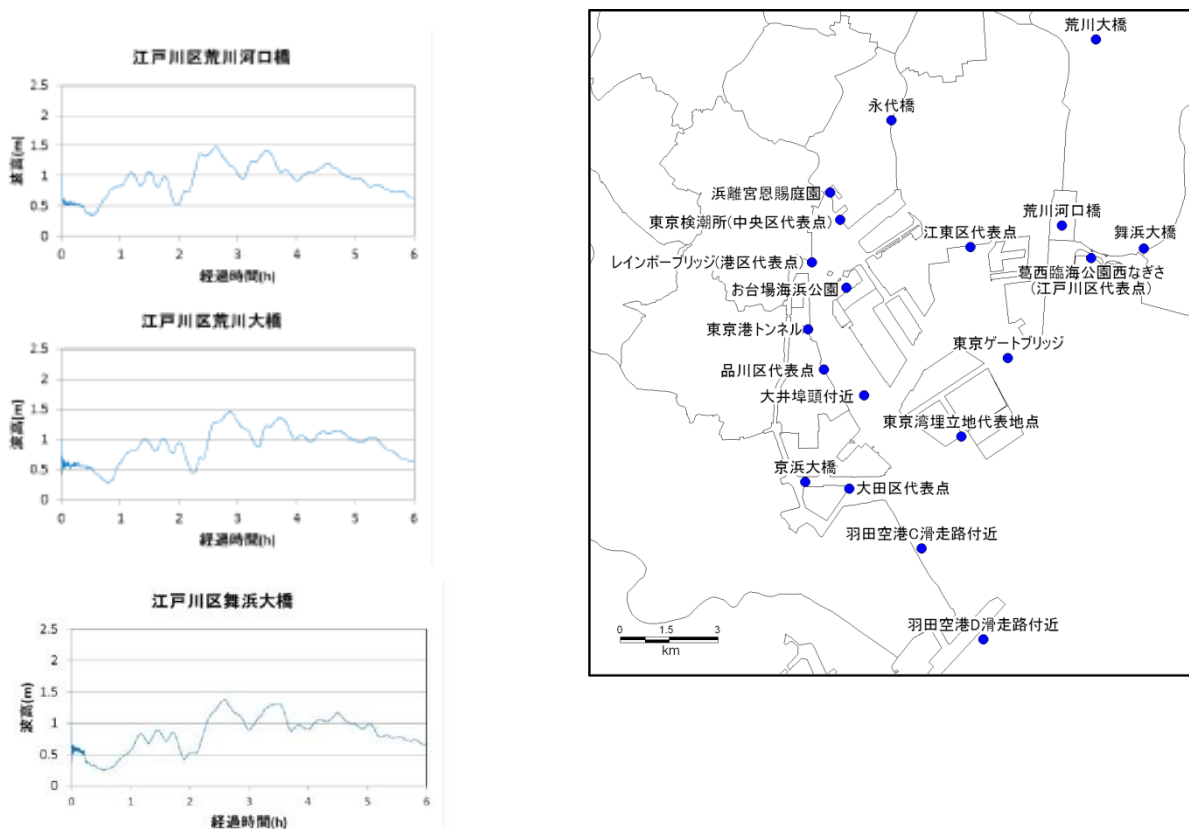 江戸川区荒川河口橋
2.5
2
1.5
1
0.5
0
波高(m)
0 1 2 3 4 5 6
経過時間(h)
江戸川区荒川大橋
2.5
2
1.5
1
0.5
0
波高(m)
0 1 2 3 4 5 6
経過時間(h)
江戸川区舞浜大橋
2.5
2
1.5
1
0.5
0
波高(m)
0 1 2 3 4 5 6
経過時間(h)
荒川大橋
永代橋
浜離宮恩賜庭園
東京検潮所(中央区代表点)
荒川河口橋
江東区代表点
舞浜大橋
レインボーブリッジ(港区代表点)
葛西臨海公園西なぎさ
(江戸川区代表点)
お台場海浜公園
東京港トンネル
東京ゲートブリッジ
品川区代表点
大井埠頭付近
東京湾埋立地代表地点
京浜大橋
大田区代表点
羽田空港C滑走路付近
羽田空港D滑走路付近
0 1.5 3
km